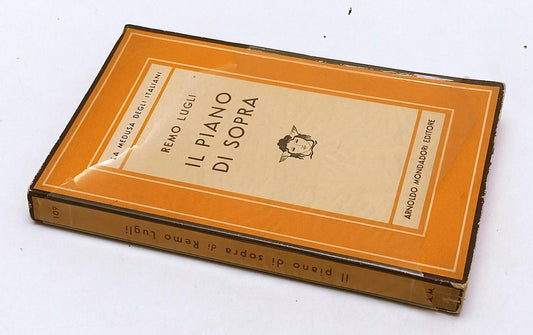 LA MEDUSA DEGLI ITALIANI
REMO LUGLI
IL PIANO
DI SOPRA
ARNOLDO MONDADORI EDITORE
109
Il piano di sopra di Remo Lugli
A.M.